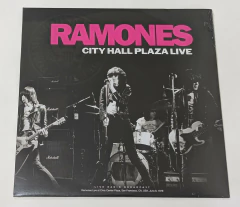 RAMONES
CITY HALL PLAZA LIVE
LIVE RADIO BROADCAST